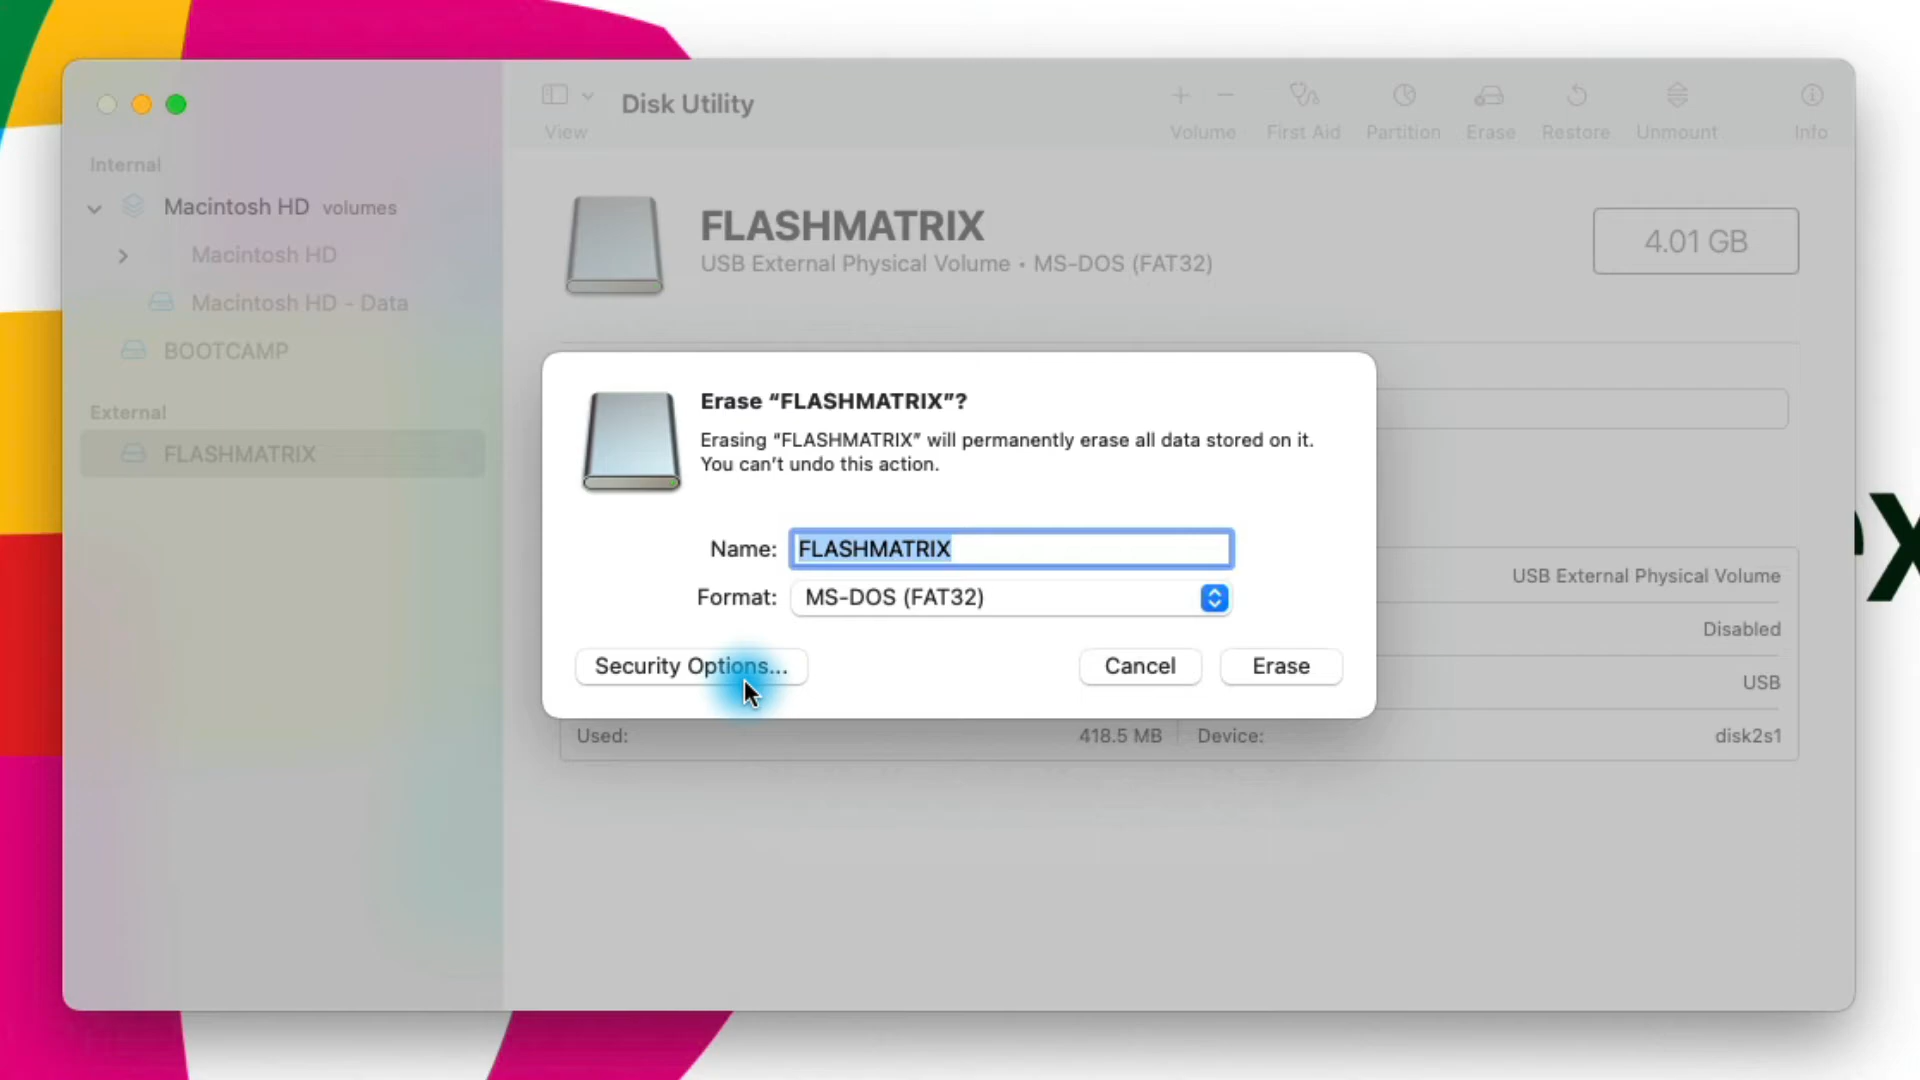 Disk Utility
View
Volume
First Aid
Partition
Erase
Restore
Unmount
Info
Internal
Macintosh HD volumes
Macintosh HD
Macintosh HD - Data
BOOTCAMP
External
FLASHMATRIX
FLASHMATRIX
USB External Physical Volume • MS-DOS (FAT32)
4.01 GB
Erase “FLASHMATRIX”?
Erasing “FLASHMATRIX” will permanently erase all data stored on it.
You can’t undo this action.
Name: FLASHMATRIX
Format: MS-DOS (FAT32)
Security Options...
Cancel
Erase
USB External Physical Volume
Disabled
USB
Used: 418.5 MB
Device: disk2s1